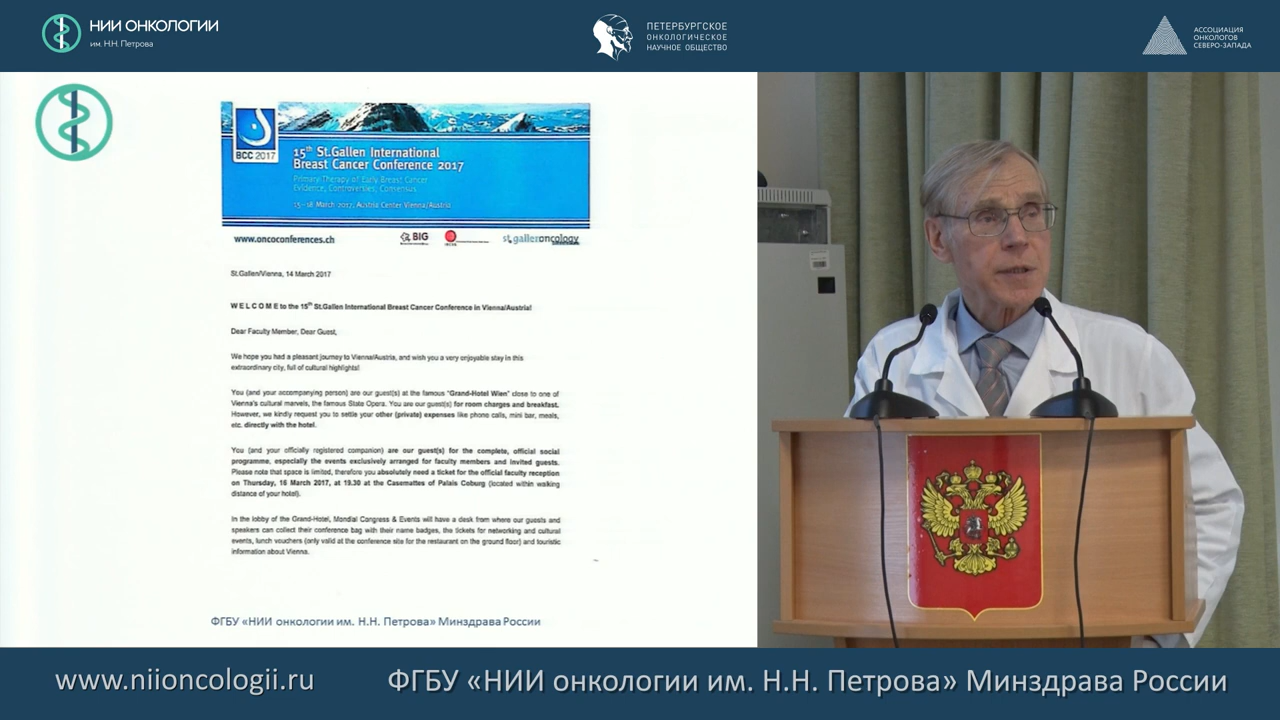 НИИ ОНКОЛОГИИ
им. Н.Н. Петрова
ПЕТЕРБУРГСКОЕ
ОНКОЛОГИЧЕСКОЕ
НАУЧНОЕ ОБЩЕСТВО
АССОЦИАЦИЯ
ОНКОЛОГОВ
СЕВЕРО-ЗАПАДА
BCC 2017
15th St.Gallen International
Breast Cancer Conference 2017
Primary Therapy of Early Breast Cancer
Evidence, Controversies, Consensus
15–18 March 2017, Austria Center Vienna/Austria
www.oncoconferences.ch
BIG
st.gallenoncology
St.Gallen/Vienna, 14 March 2017
WELCOME to the 15th St.Gallen International Breast Cancer Conference in Vienna/Austria!
Dear Faculty Member, Dear Guest,
We hope you had a pleasant journey to Vienna/Austria, and wish you a very enjoyable stay in this
extraordinary city, full of cultural highlights!
You (and your accompanying person) are our guest(s) at the famous "Grand-Hotel Wien" close to one of
Vienna's cultural marvels, the famous State Opera. You are our guest(s) for room charges and breakfast.
However, we kindly request you to settle your other (private) expenses like phone calls, mini bar, meals,
etc. directly with the hotel.
You (and your officially registered companion) are our guest(s) for the complete, official social
programme, especially the events exclusively arranged for faculty members and invited guests.
Please note that space is limited, therefore you absolutely need a ticket for the official faculty reception
on Thursday, 16 March 2017, at 19.30 at the Casemattes of Palais Coburg (located within walking
distance of your hotel).
In the lobby of the Grand-Hotel, Mondial Congress & Events will have a desk from where our guests and
speakers can collect their conference bag with their name badges, the tickets for networking and cultural
events, lunch vouchers (only valid at the conference site for the restaurant on the ground floor) and touristic
information about Vienna.
ФГБУ «НИИ онкологии им. Н.Н. Петрова» Минздрава России
www.niioncologii.ru
ФГБУ «НИИ онкологии им. Н.Н. Петрова» Минздрава России